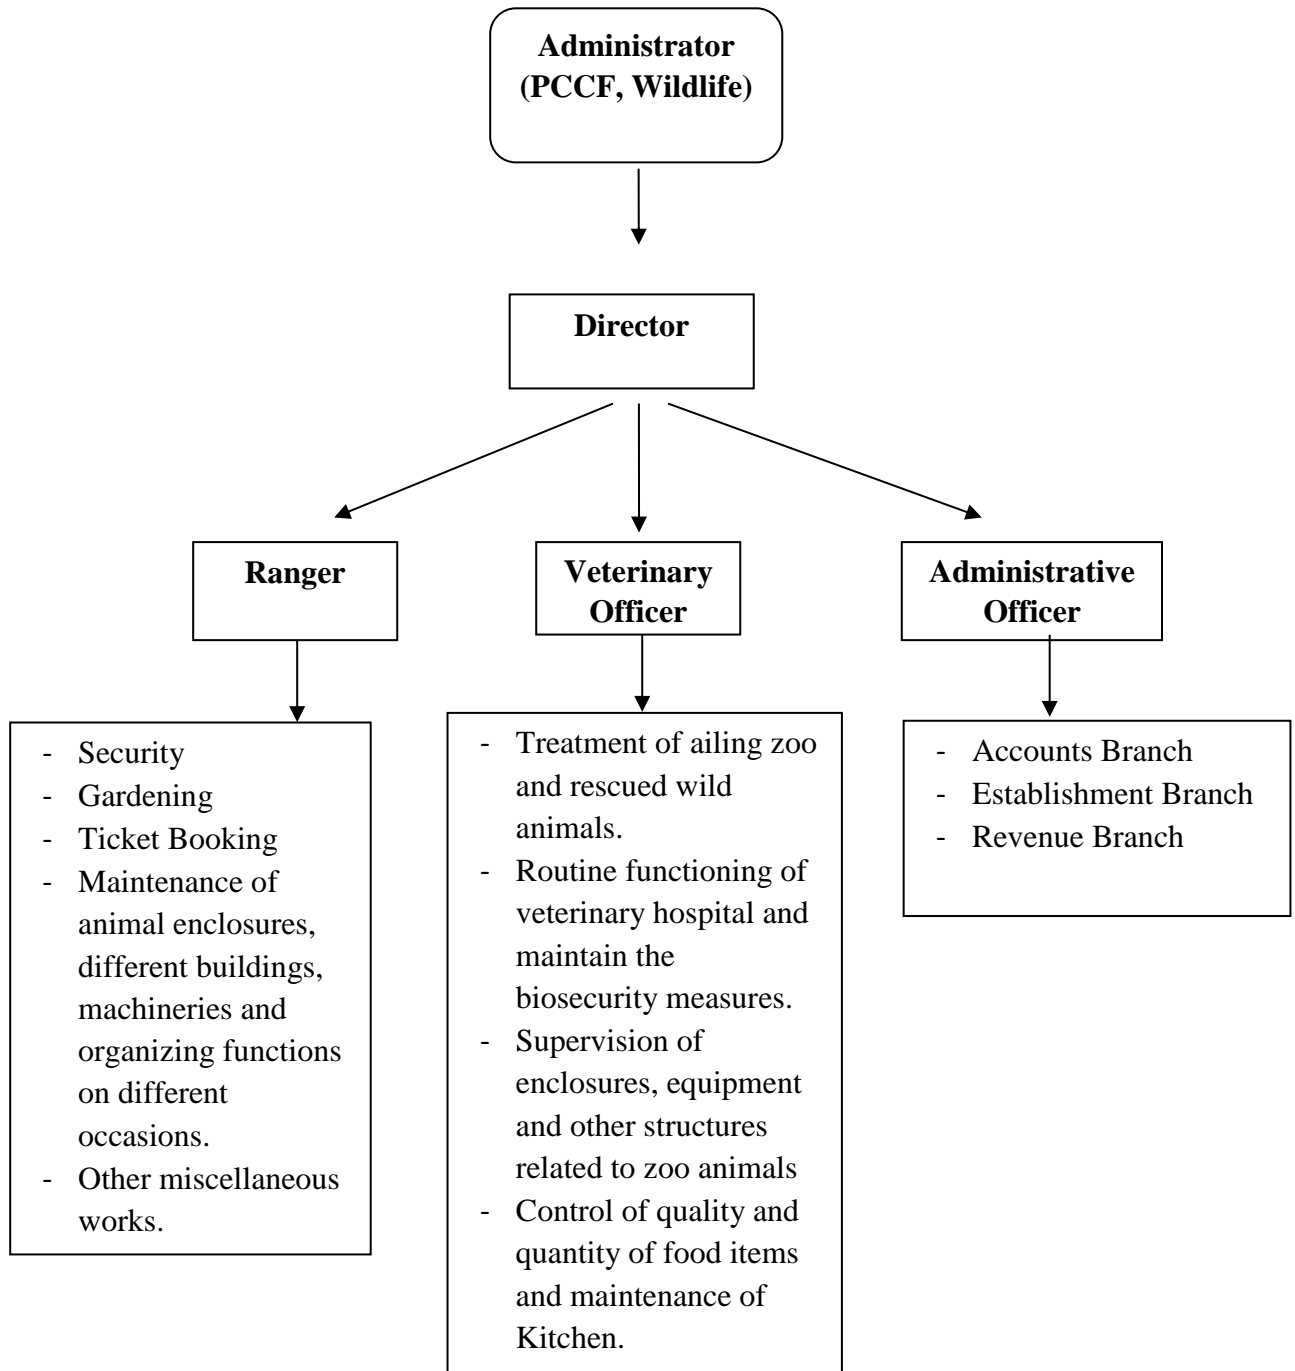 Administrator
(PCCF, Wildlife)
Director
Ranger
Veterinary
Officer
Administrative
Officer
- Security
- Gardening
- Ticket Booking
- Maintenance of
animal enclosures,
different buildings,
machineries and
organizing functions
on different
occasions.
- Other miscellaneous
works.
- Treatment of ailing zoo
and rescued wild
animals.
- Routine functioning of
veterinary hospital and
maintain the
biosecurity measures.
- Supervision of
enclosures, equipment
and other structures
related to zoo animals
- Control of quality and
quantity of food items
and maintenance of
Kitchen.
- Accounts Branch
- Establishment Branch
- Revenue Branch